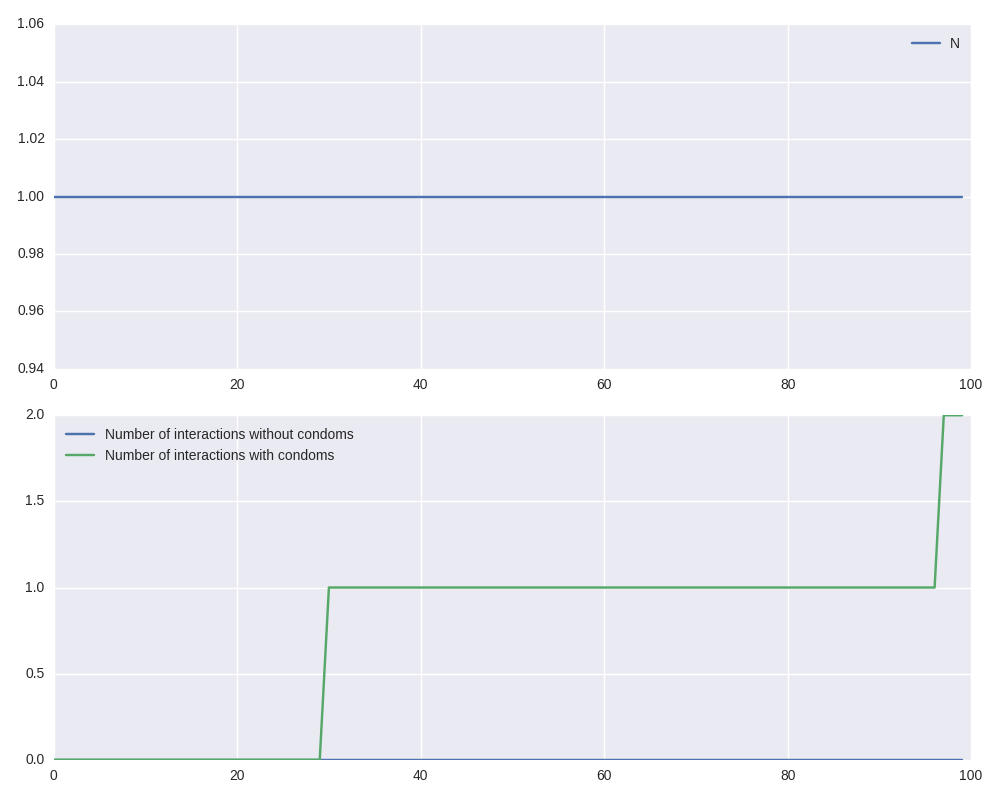 1.06
N
1.04
1.02
1.00
0.98
0.96
0.94
0 20 40 60 80 100
2.0
Number of interactions without condoms
Number of interactions with condoms
1.5
1.0
0.5
0.0
0 20 40 60 80 100